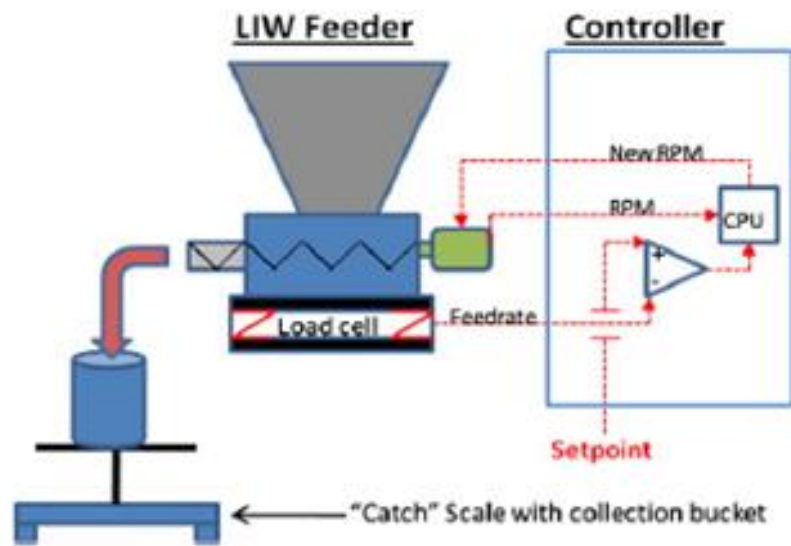 LIW Feeder
Controller
New RPM
RPM
CPU
+
-
Load cell
Feedrate
Setpoint
"Catch" Scale with collection bucket